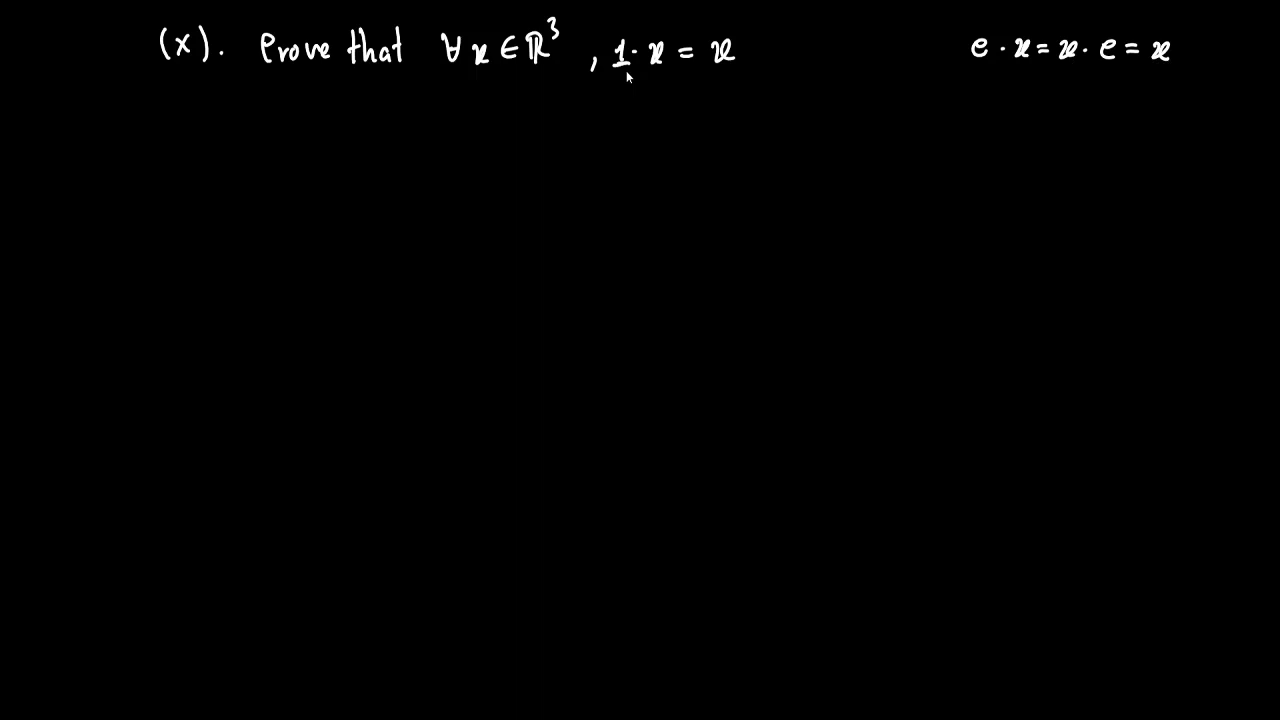 (x). Prove that ∀ x ∈ ℝ³ , 1 · x = x
e · x = x · e = x